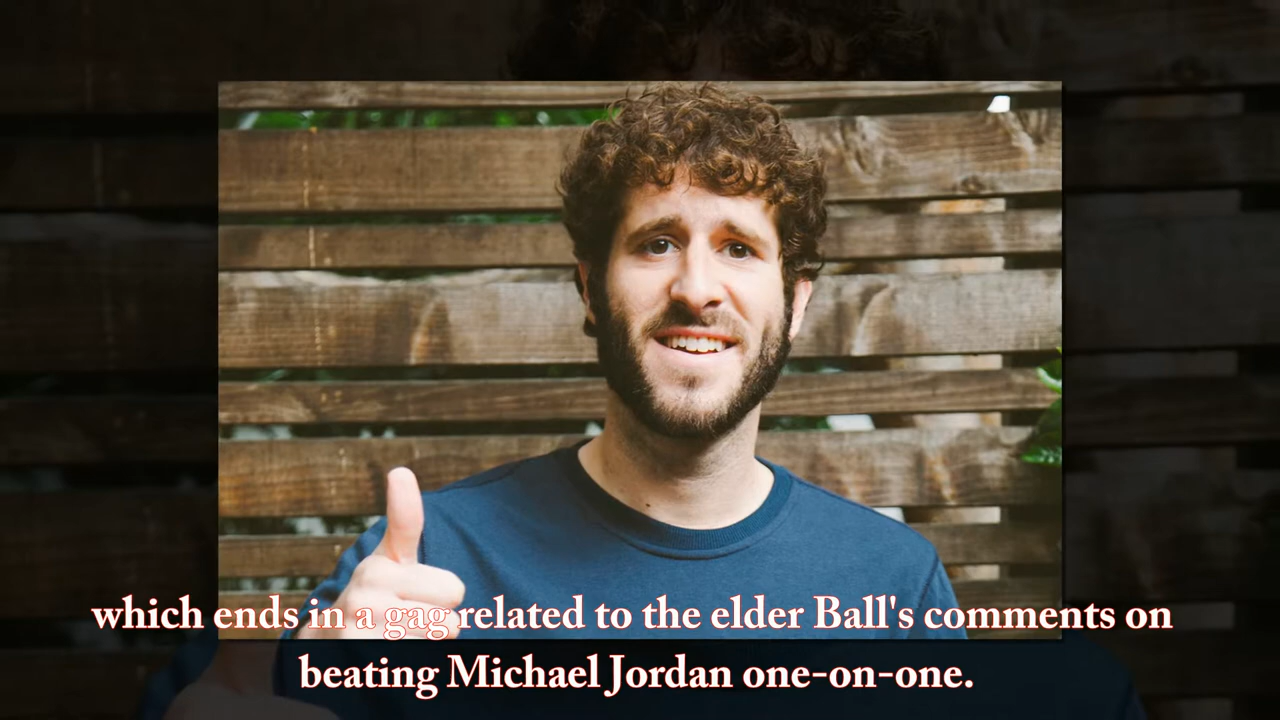 which ends in a gag related to the elder Ball's comments on
beating Michael Jordan one-on-one.